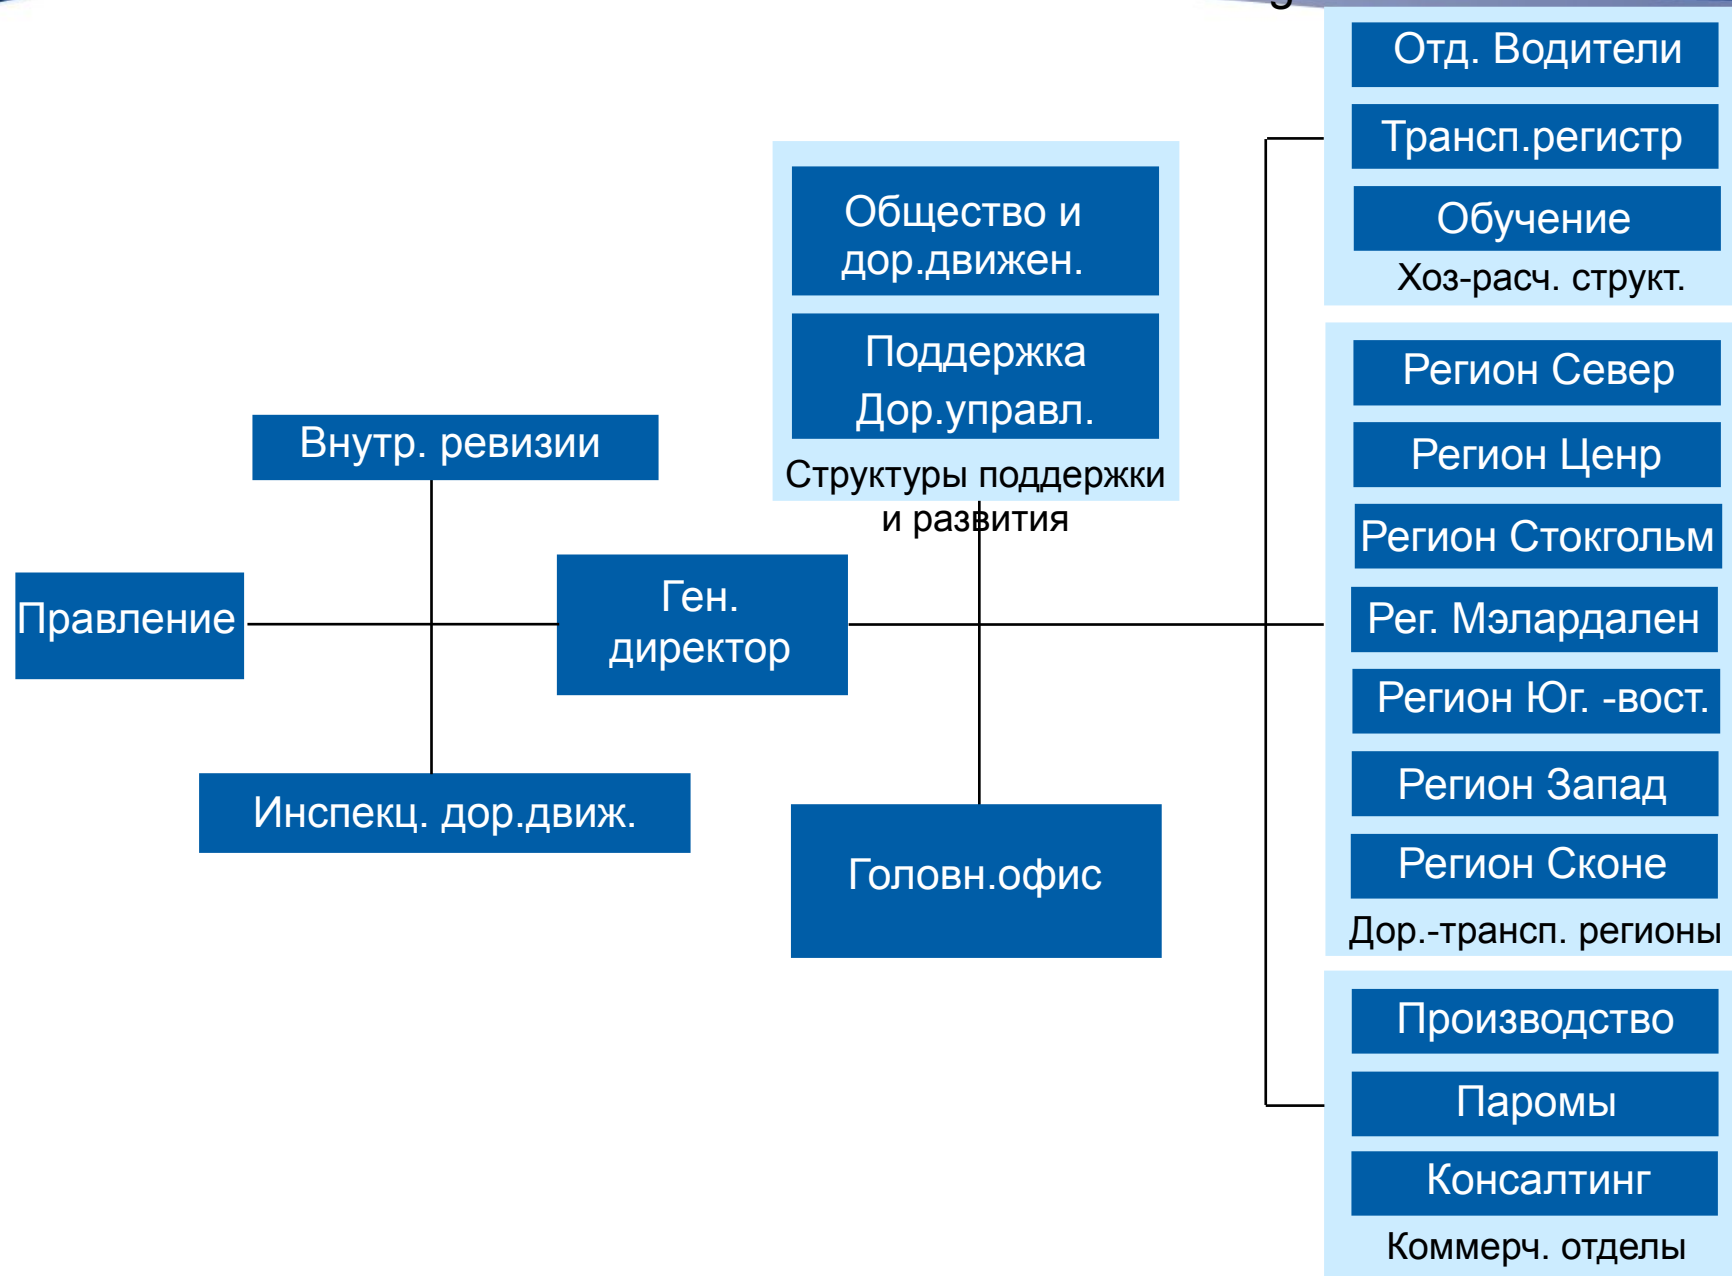 Правление
Внутр. ревизии
Инспекц. дор.движ.
Ген.
директор
Общество и
дор.движен.
Поддержка
Дор.управл.
Структуры поддержки
и развития
Головн.офис
Отд. Водители
Трансп.регистр
Обучение
Хоз-расч. структ.
Регион Север
Регион Ценр
Регион Стокгольм
Рег. Мэлардален
Регион Юг. -вост.
Регион Запад
Регион Сконе
Дор.-трансп. регионы
Производство
Паромы
Консалтинг
Коммерч. отделы